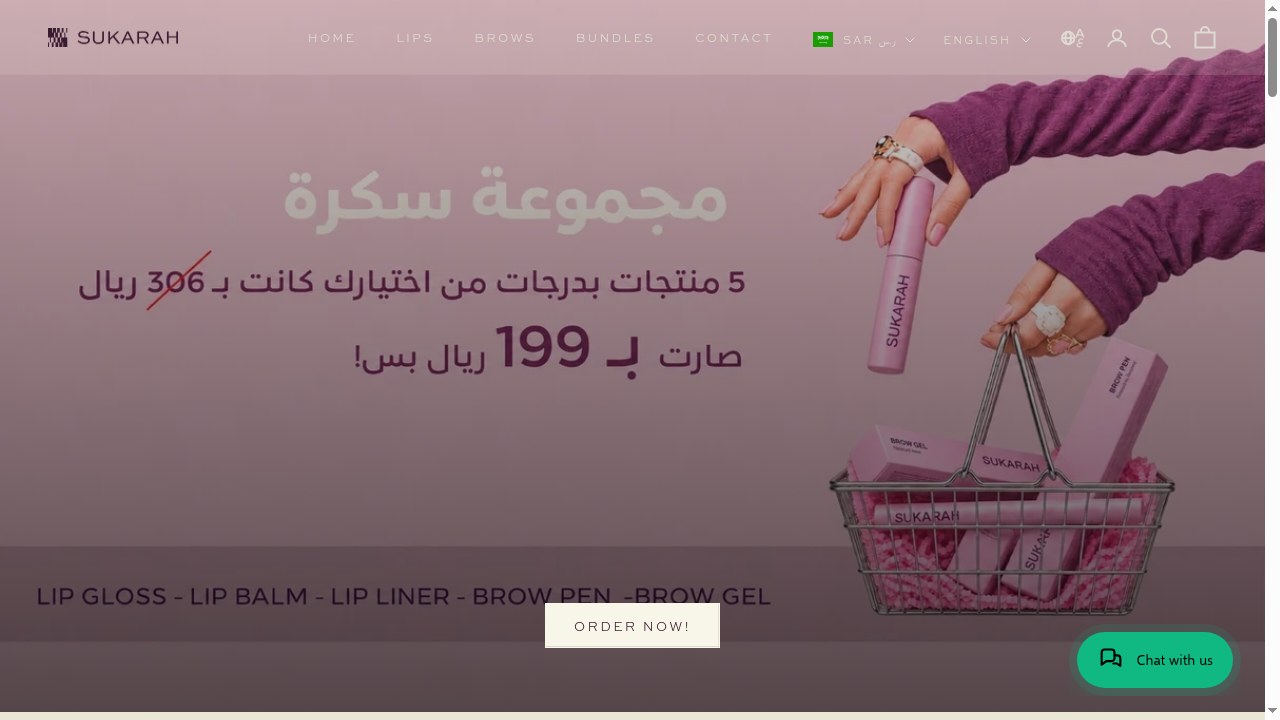 SUKARAH
HOME
LIPS
BROWS
BUNDLES
CONTACT
SAR ر.س
ENGLISH
مجموعة سكرة
5 منتجات بدرجات من اختيارك كانت بـ 306 ريال
صارت بـ 199 ريال بس!
SUKARAH
BROW PEN
BROW GEL
SUKARAH
SUKARAH
SUKARAH
LIP GLOSS - LIP BALM - LIP LINER - BROW PEN -BROW GEL
ORDER NOW!
Chat with us